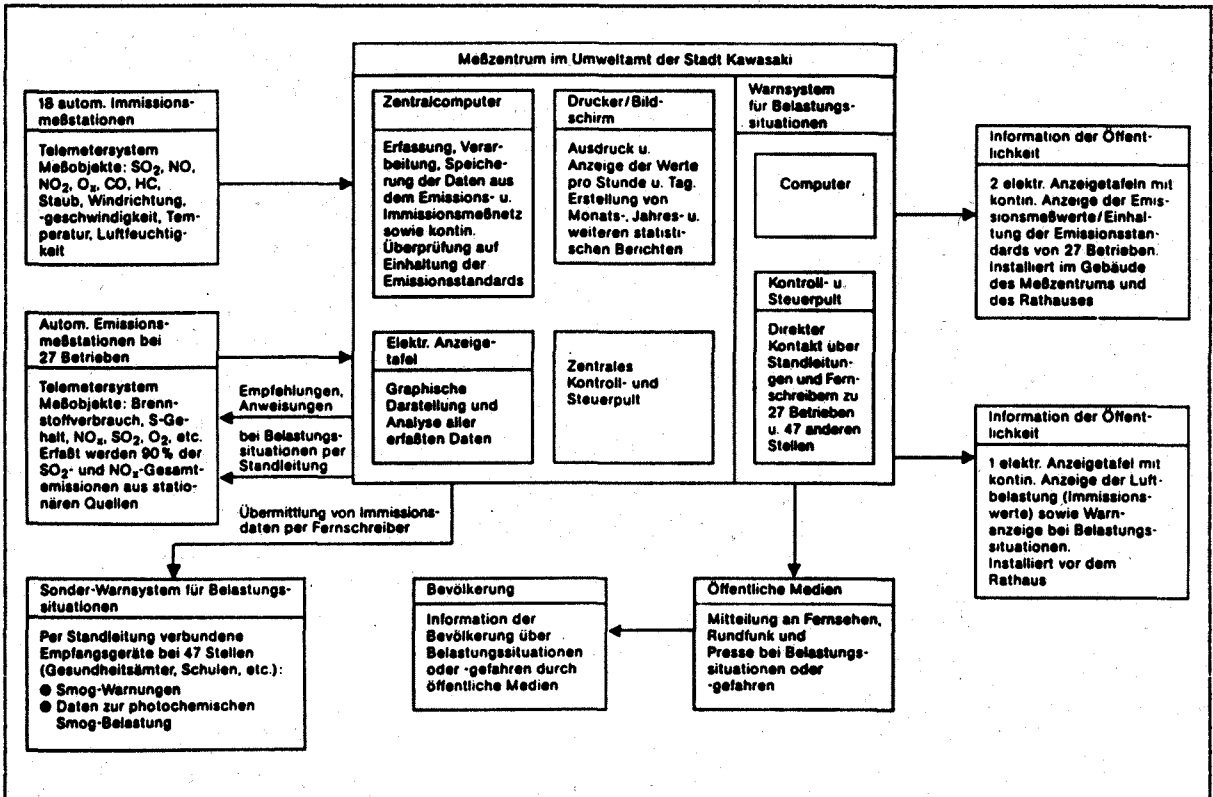 Meßzentrum im Umweltamt der Stadt Kawasaki
18 autom. Immissions-
meßstationen
Telemetersystem
Meßobjekte: SO₂, NO,
NO₂, Oₓ, CO, HC,
Staub, Windrichtung,
-geschwindigkeit, Tem-
peratur, Luftfeuchtig-
keit
Autom. Emissions-
meßstationen bei
27 Betrieben
Telemetersystem
Meßobjekte: Brenn-
stoffverbrauch, S-Ge-
halt, NOₓ, SO₂, O₂, etc.
Erfaßt werden 90% der
SO₂- und NOₓ-Gesamt-
emissionen aus statio-
nären Quellen
Empfehlungen,
Anweisungen
bei Belastungs-
situationen per
Standleitung
Übermittlung von Immissions-
daten per Fernschreiber
Zentralcomputer
Erfassung, Verar-
beitung, Speiche-
rung der Daten aus
dem Emissions- u.
Immissionsmeßnetz
sowie kontin.
Überprüfung auf
Einhaltung der
Emissionsstandards
Drucker/Bild-
schirm
Ausdruck u.
Anzeige der Werte
pro Stunde u. Tag.
Erstellung von
Monats-, Jahres- u.
weiteren statisti-
schen Berichten
Elektr. Anzeige-
tafel
Graphische
Darstellung und
Analyse aller
erfaßten Daten
Zentrales
Kontroll- und
Steuerpult
Warnsystem
für Belastungs-
situationen
Computer
Kontroll- u.
Steuerpult
Direkter
Kontakt über
Standleitun-
gen und Fern-
schreibern zu
27 Betrieben
u. 47 anderen
Stellen
Information der Öffent-
lichkeit
2 elektr. Anzeigetafeln mit
kontin. Anzeige der Emis-
sionsmeßwerte/Einhal-
tung der Emissionsstan-
dards von 27 Betrieben.
Installiert im Gebäude
des Meßzentrums und
des Rathauses
Information der Öffent-
lichkeit
1 elektr. Anzeigetafel mit
kontin. Anzeige der Luft-
belastung (Immissions-
werte) sowie Warn-
anzeige bei Belastungs-
situationen.
Installiert vor dem
Rathaus
Sonder-Warnsystem für Belastungs-
situationen
Per Standleitung verbundene
Empfangsgeräte bei 47 Stellen
(Gesundheitsämter, Schulen, etc.):
● Smog-Warnungen
● Daten zur photochemischen
Smog-Belastung
Bevölkerung
Information der
Bevölkerung über
Belastungssituationen
oder -gefahren durch
öffentliche Medien
Öffentliche Medien
Mitteilung an Fernsehen,
Rundfunk und
Presse bei Belastungs-
situationen oder
-gefahren